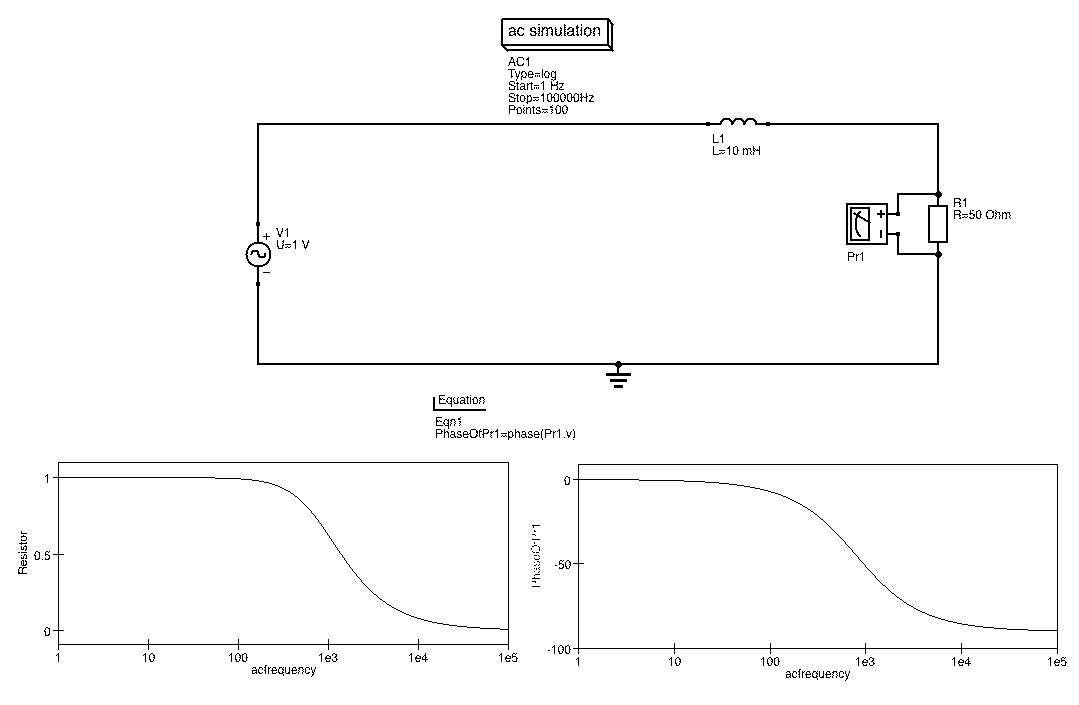 ac simulation
AC1
Type=log
Start=1 Hz
Stop=100000Hz
Points=100
L1
L=10 mH
+
V1
U=1 V
−
+
−
Pr1
R1
R=50 Ohm
Equation
Eqn1
PhaseOfPr1=phase(Pr1.v)
Resistor
1
0.5
0
1
10
100
1e3
1e4
1e5
acfrequency
PhaseOfPr1
0
-50
-100
1
10
100
1e3
1e4
1e5
acfrequency